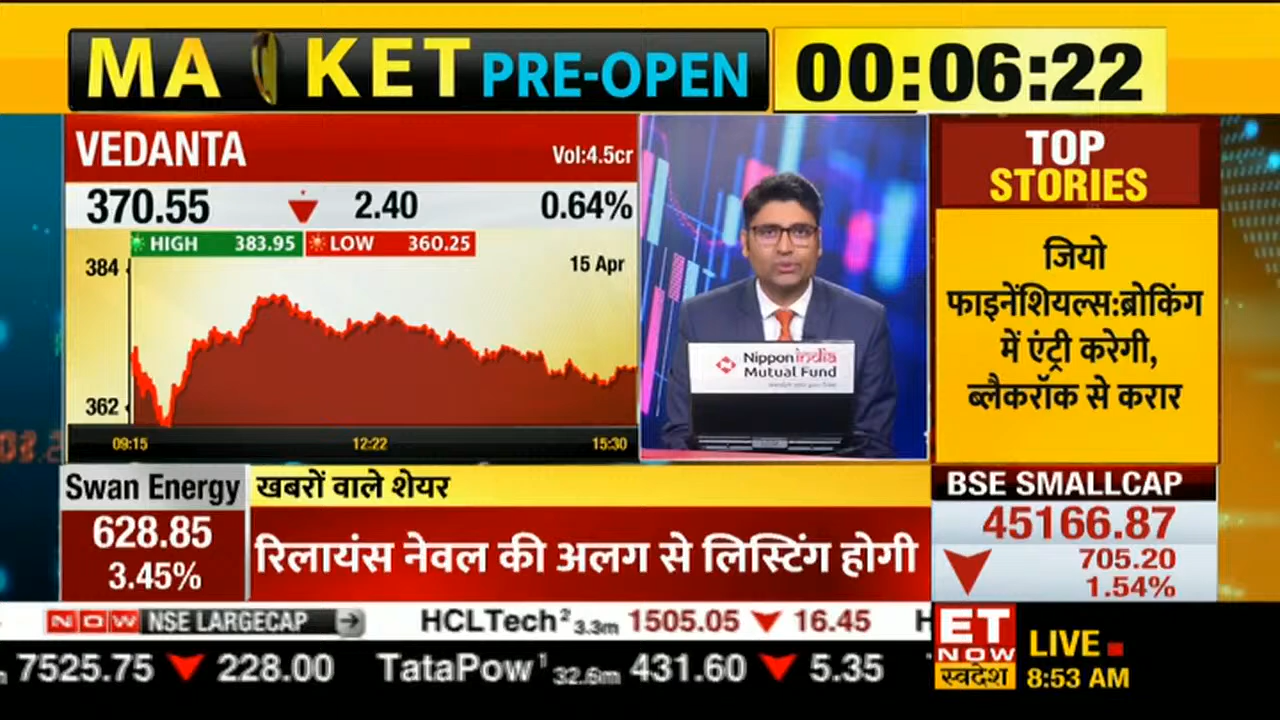 MA KET PRE-OPEN
00:06:22
VEDANTA
Vol:4.5cr
370.55 2.40 0.64%
HIGH 383.95 LOW 360.25
15 Apr
384
362
09:15 12:22 15:30
Nippon india
Mutual Fund
TOP
STORIES
जियो
फाइनेंशियल्स:ब्रोकिंग
में एंट्री करेगी,
ब्लैकरॉक से करार
Swan Energy
628.85
3.45%
खबरों वाले शेयर
रिलायंस नेवल की अलग से लिस्टिंग होगी
BSE SMALLCAP
45166.87
705.20
1.54%
NOW NSE LARGECAP HCLTech² 3.3m 1505.05 16.45 H
7525.75 228.00 TataPow¹ 32.6m 431.60 5.35
ET
NOW
स्वदेश
LIVE
8:53 AM